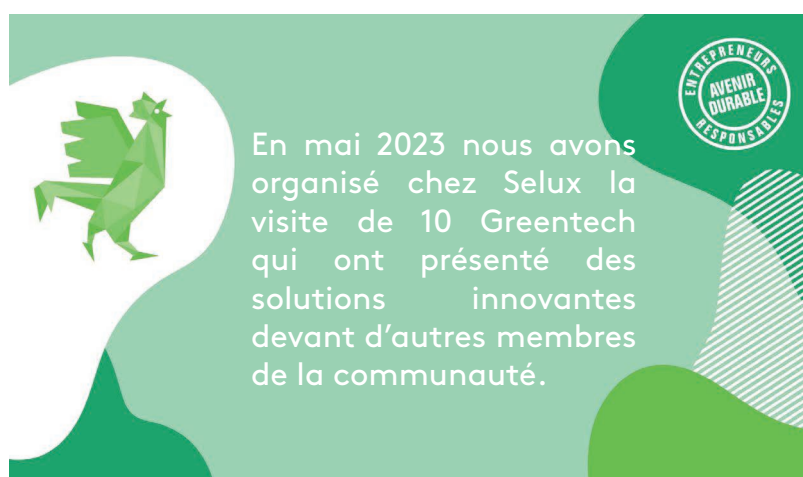 ENTREPRENEURS
AVENIR
DURABLE
RESPONSABLES
En mai 2023 nous avons
organisé chez Selux la
visite de 10 Greentech
qui ont présenté des
solutions innovantes
devant d’autres membres
de la communauté.